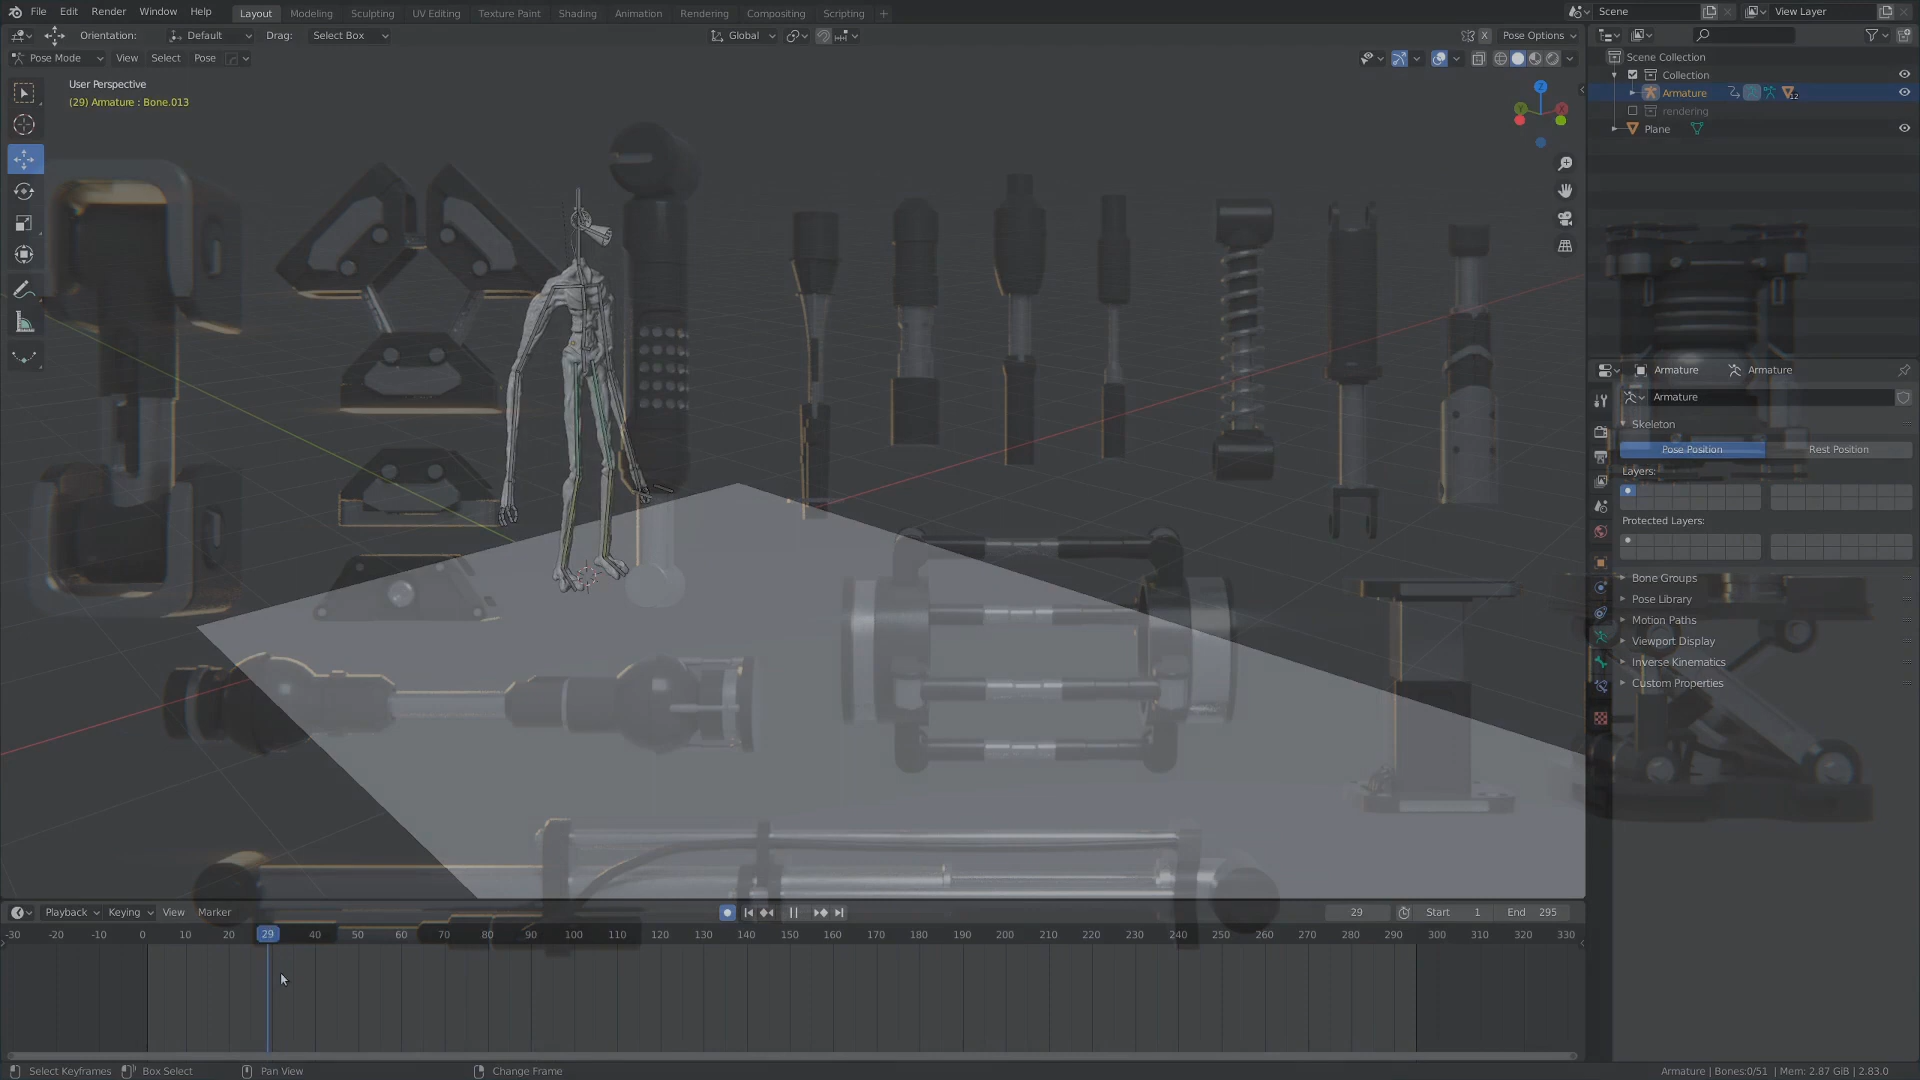 File Edit Render Window Help Layout Modeling Sculpting UV Editing Texture Paint Shading Animation Rendering Compositing Scripting + Scene View Layer
Orientation: Default Drag: Select Box Global X Pose Options
Pose Mode View Select Pose
User Perspective
(29) Armature : Bone.013
Z
Y
X
Scene Collection
Collection
Armature 12
rendering
Plane
Armature Armature
Armature
Skeleton
Pose Position Rest Position
Layers:
Protected Layers:
Bone Groups
Pose Library
Motion Paths
Viewport Display
Inverse Kinematics
Custom Properties
Playback Keying View Marker 29 Start 1 End 295
-30 -20 -10 0 10 20 29 40 50 60 70 80 90 100 110 120 130 140 150 160 170 180 190 200 210 220 230 240 250 260 270 280 290 300 310 320 330
Select Keyframes Box Select Pan View Change Frame Armature | Bones:0/51 | Mem: 2.87 GiB | 2.83.0